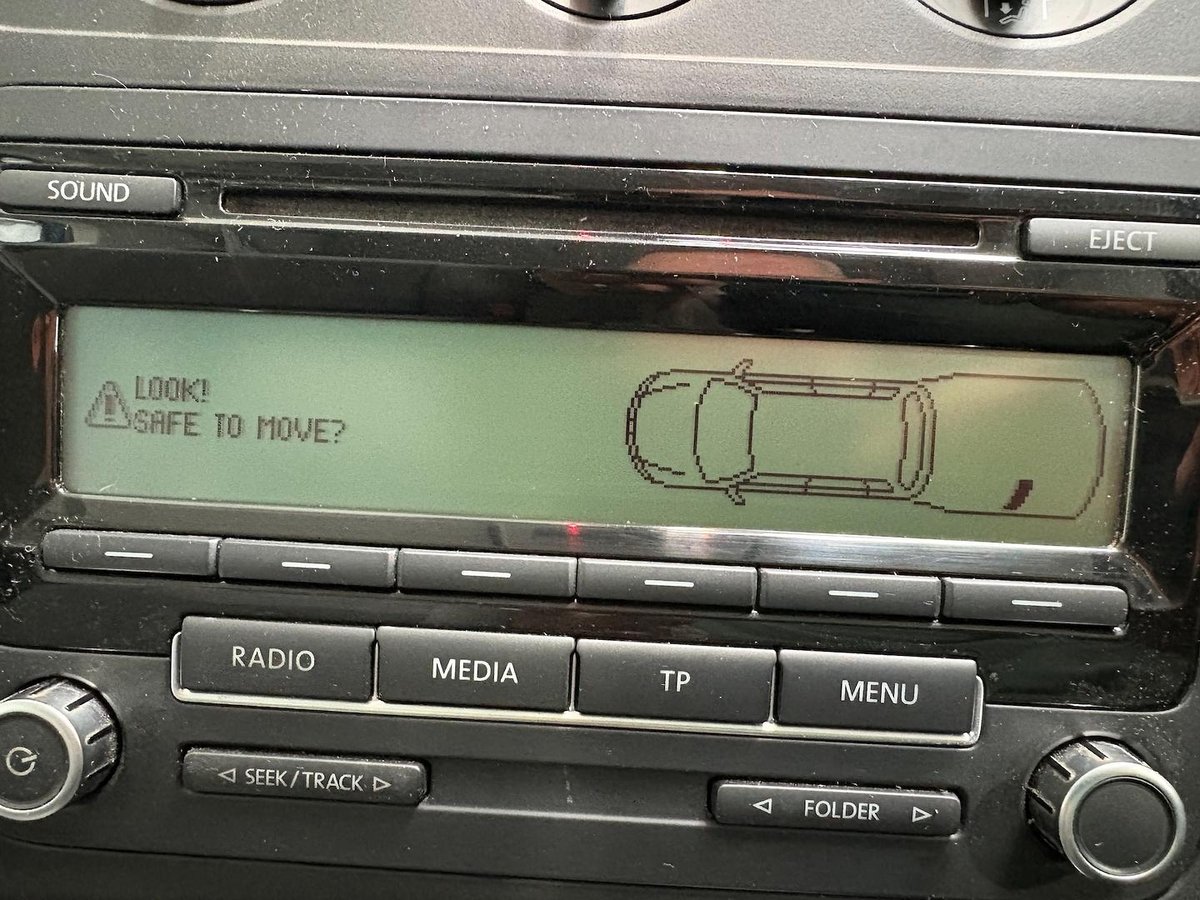 SOUND
EJECT
LOOK!
SAFE TO MOVE?
RADIO
MEDIA
TP
MENU
SEEK/TRACK
FOLDER